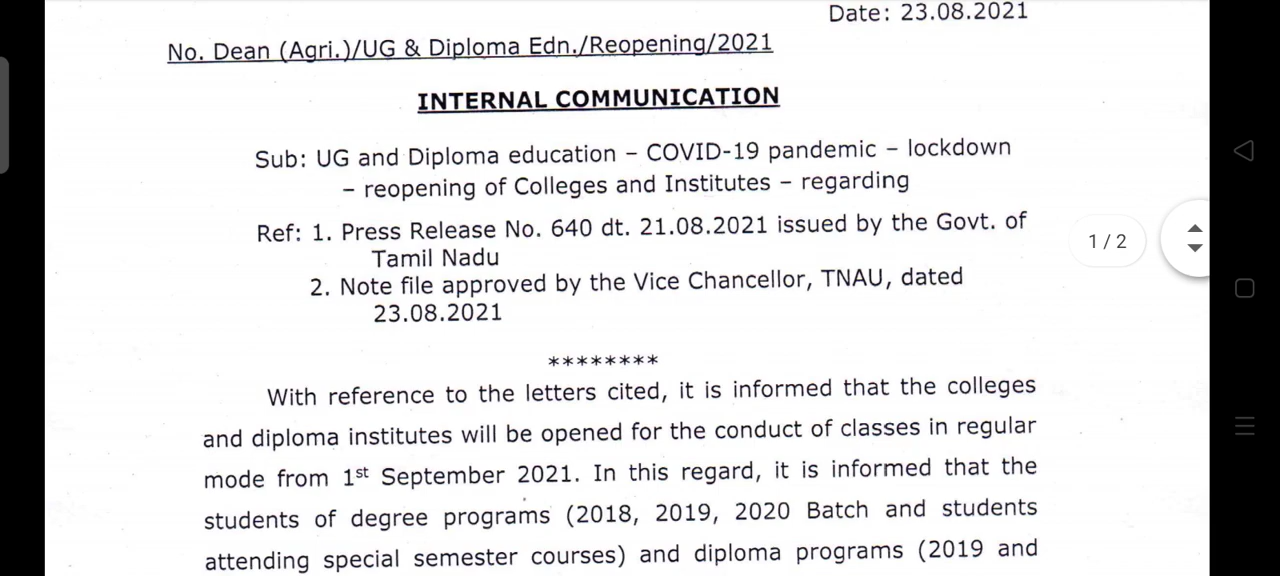 Date: 23.08.2021
No. Dean (Agri.)/UG & Diploma Edn./Reopening/2021
INTERNAL COMMUNICATION
Sub: UG and Diploma education – COVID-19 pandemic – lockdown
– reopening of Colleges and Institutes – regarding
Ref: 1. Press Release No. 640 dt. 21.08.2021 issued by the Govt. of
Tamil Nadu
2. Note file approved by the Vice Chancellor, TNAU, dated
23.08.2021
********
With reference to the letters cited, it is informed that the colleges
and diploma institutes will be opened for the conduct of classes in regular
mode from 1st September 2021. In this regard, it is informed that the
students of degree programs (2018, 2019, 2020 Batch and students
attending special semester courses) and diploma programs (2019 and
1 / 2